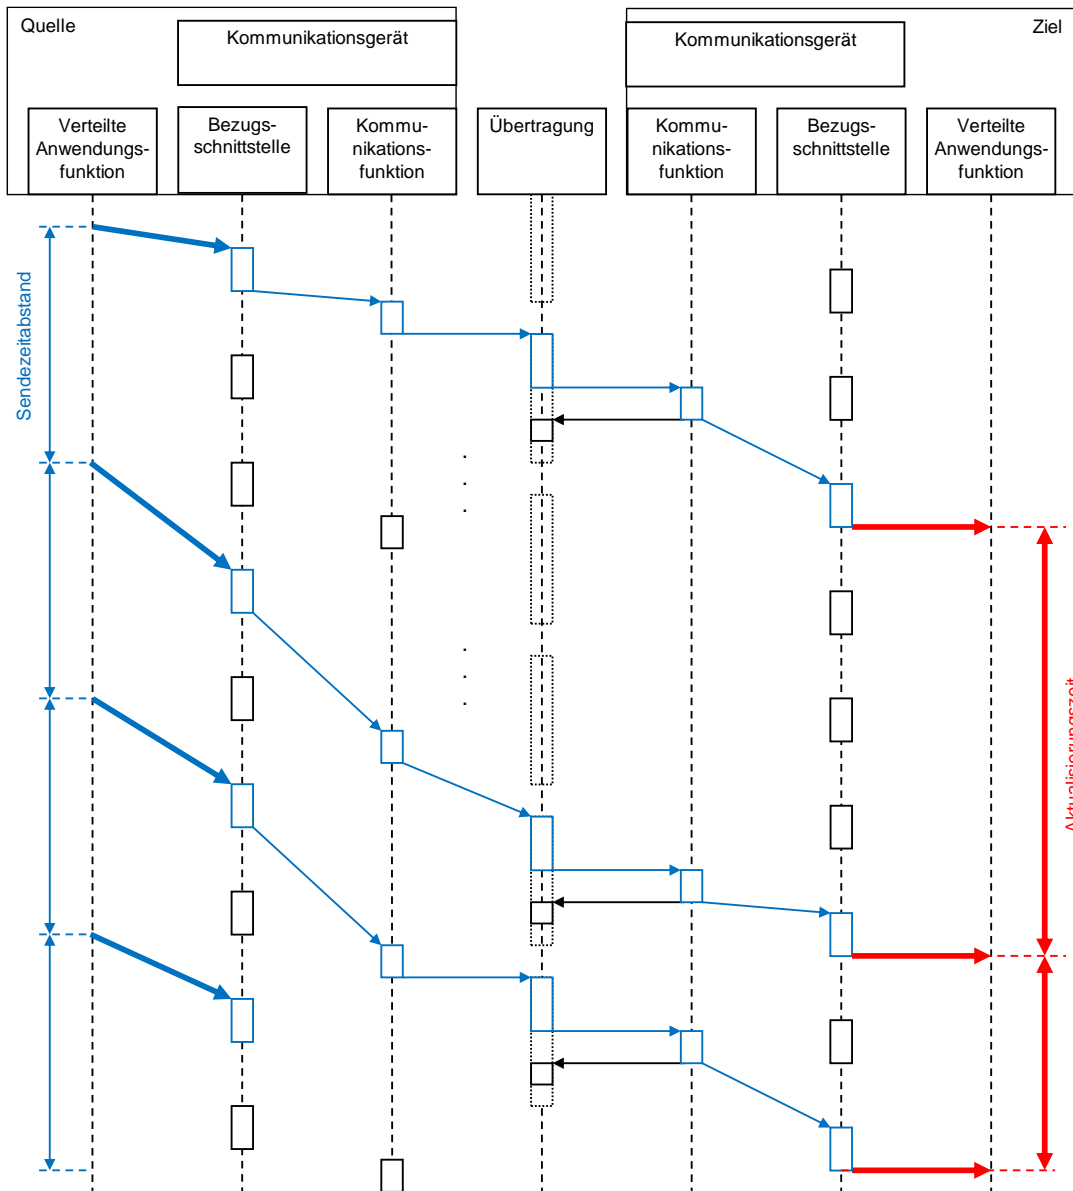 Quelle
Kommunikationsgerät
Kommunikationsgerät
Ziel
Verteilte
Anwendungs-
funktion
Bezugs-
schnittstelle
Kommu-
nikations-
funktion
Übertragung
Kommu-
nikations-
funktion
Bezugs-
schnittstelle
Verteilte
Anwendungs-
funktion
Sendezeitabstand
Aktualisierungszeit